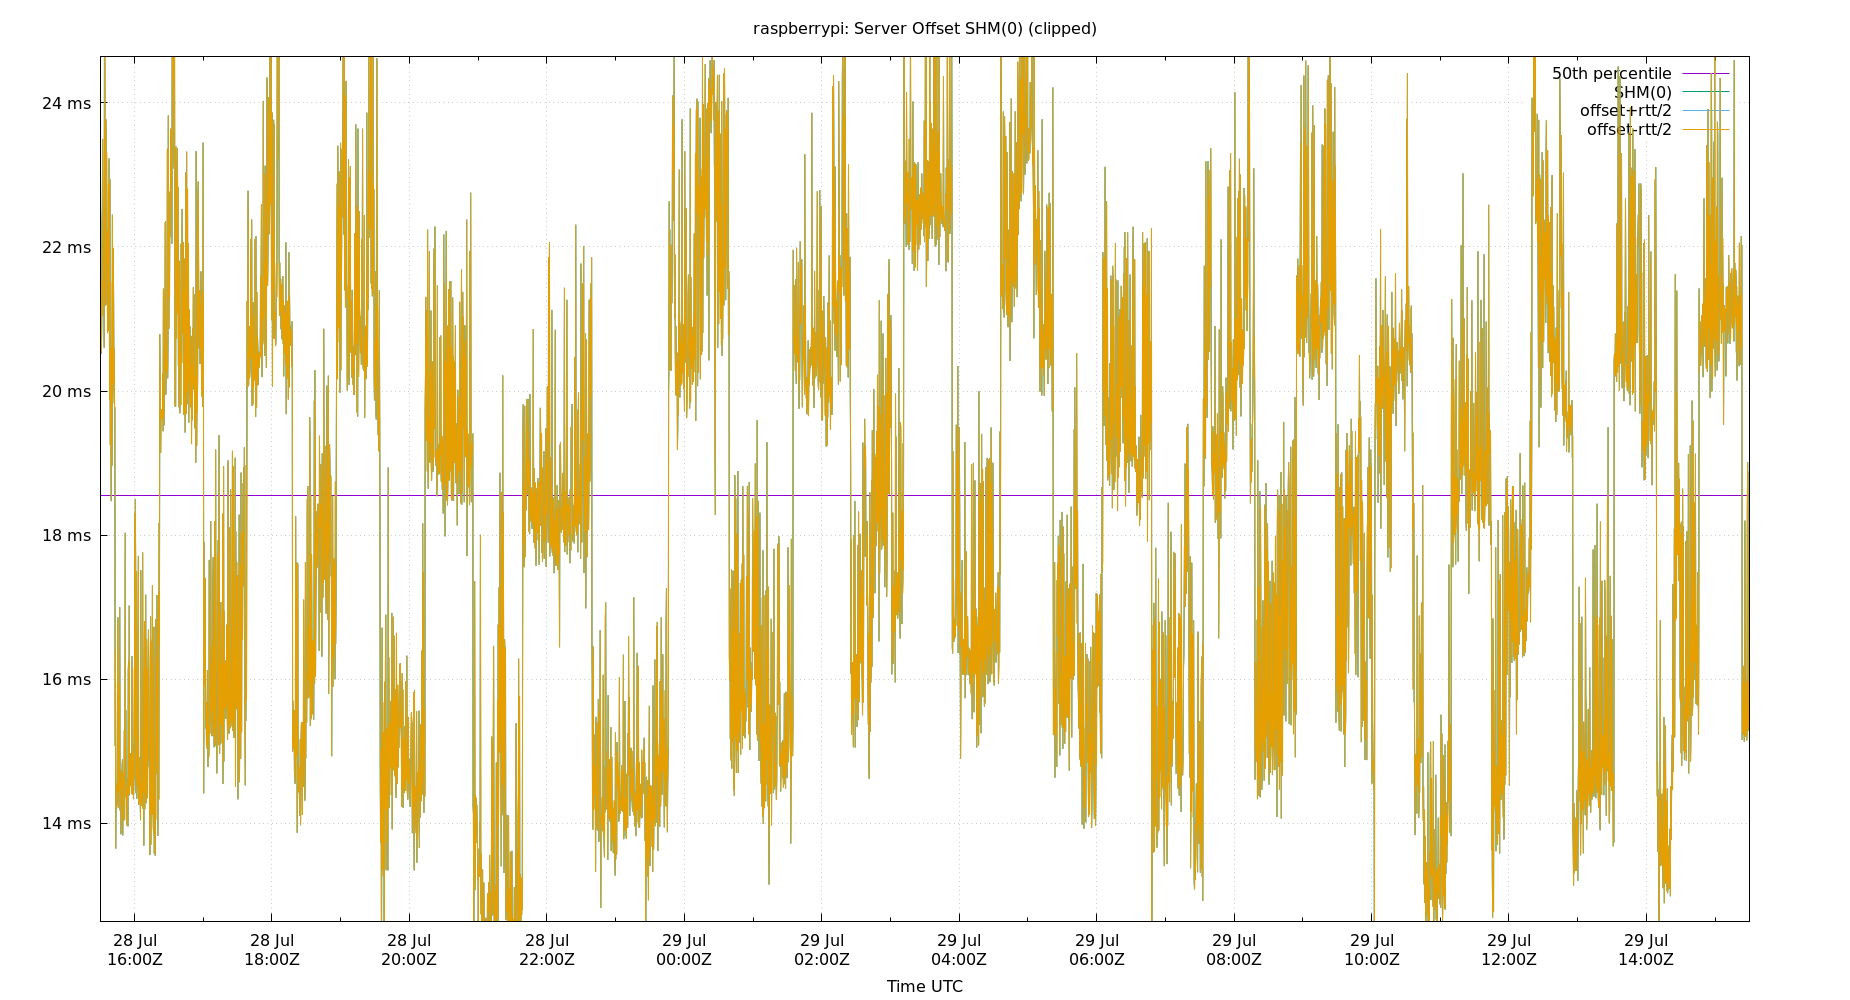 raspberrypi: Server Offset SHM(0) (clipped)
50th percentile
SHM(0)
offset+rtt/2
offset-rtt/2
24 ms
22 ms
20 ms
18 ms
16 ms
14 ms
28 Jul 28 Jul 28 Jul 28 Jul 29 Jul 29 Jul 29 Jul 29 Jul 29 Jul 29 Jul 29 Jul 29 Jul
16:00Z 18:00Z 20:00Z 22:00Z 00:00Z 02:00Z 04:00Z 06:00Z 08:00Z 10:00Z 12:00Z 14:00Z
Time UTC